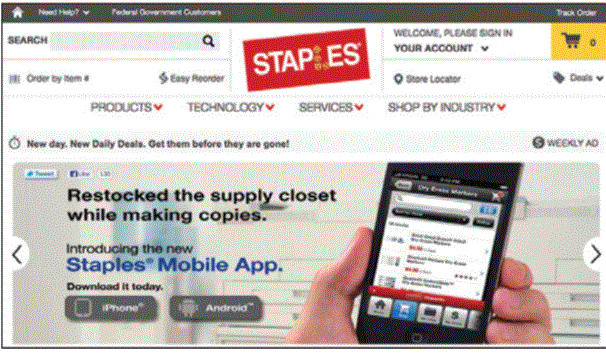 Need Help?
Federal Government Customers
Track Order
SEARCH
STAPLES
WELCOME, PLEASE SIGN IN
YOUR ACCOUNT
0
Order by Item #
Easy Reorder
Store Locator
Deals
PRODUCTS
TECHNOLOGY
SERVICES
SHOP BY INDUSTRY
New day. New Daily Deals. Get them before they are gone!
WEEKLY AD
Tweet
Like
Restocked the supply closet
while making copies.
Introducing the new
Staples® Mobile App.
Download it today.
iPhone®
Android™
Dry Erase Markers